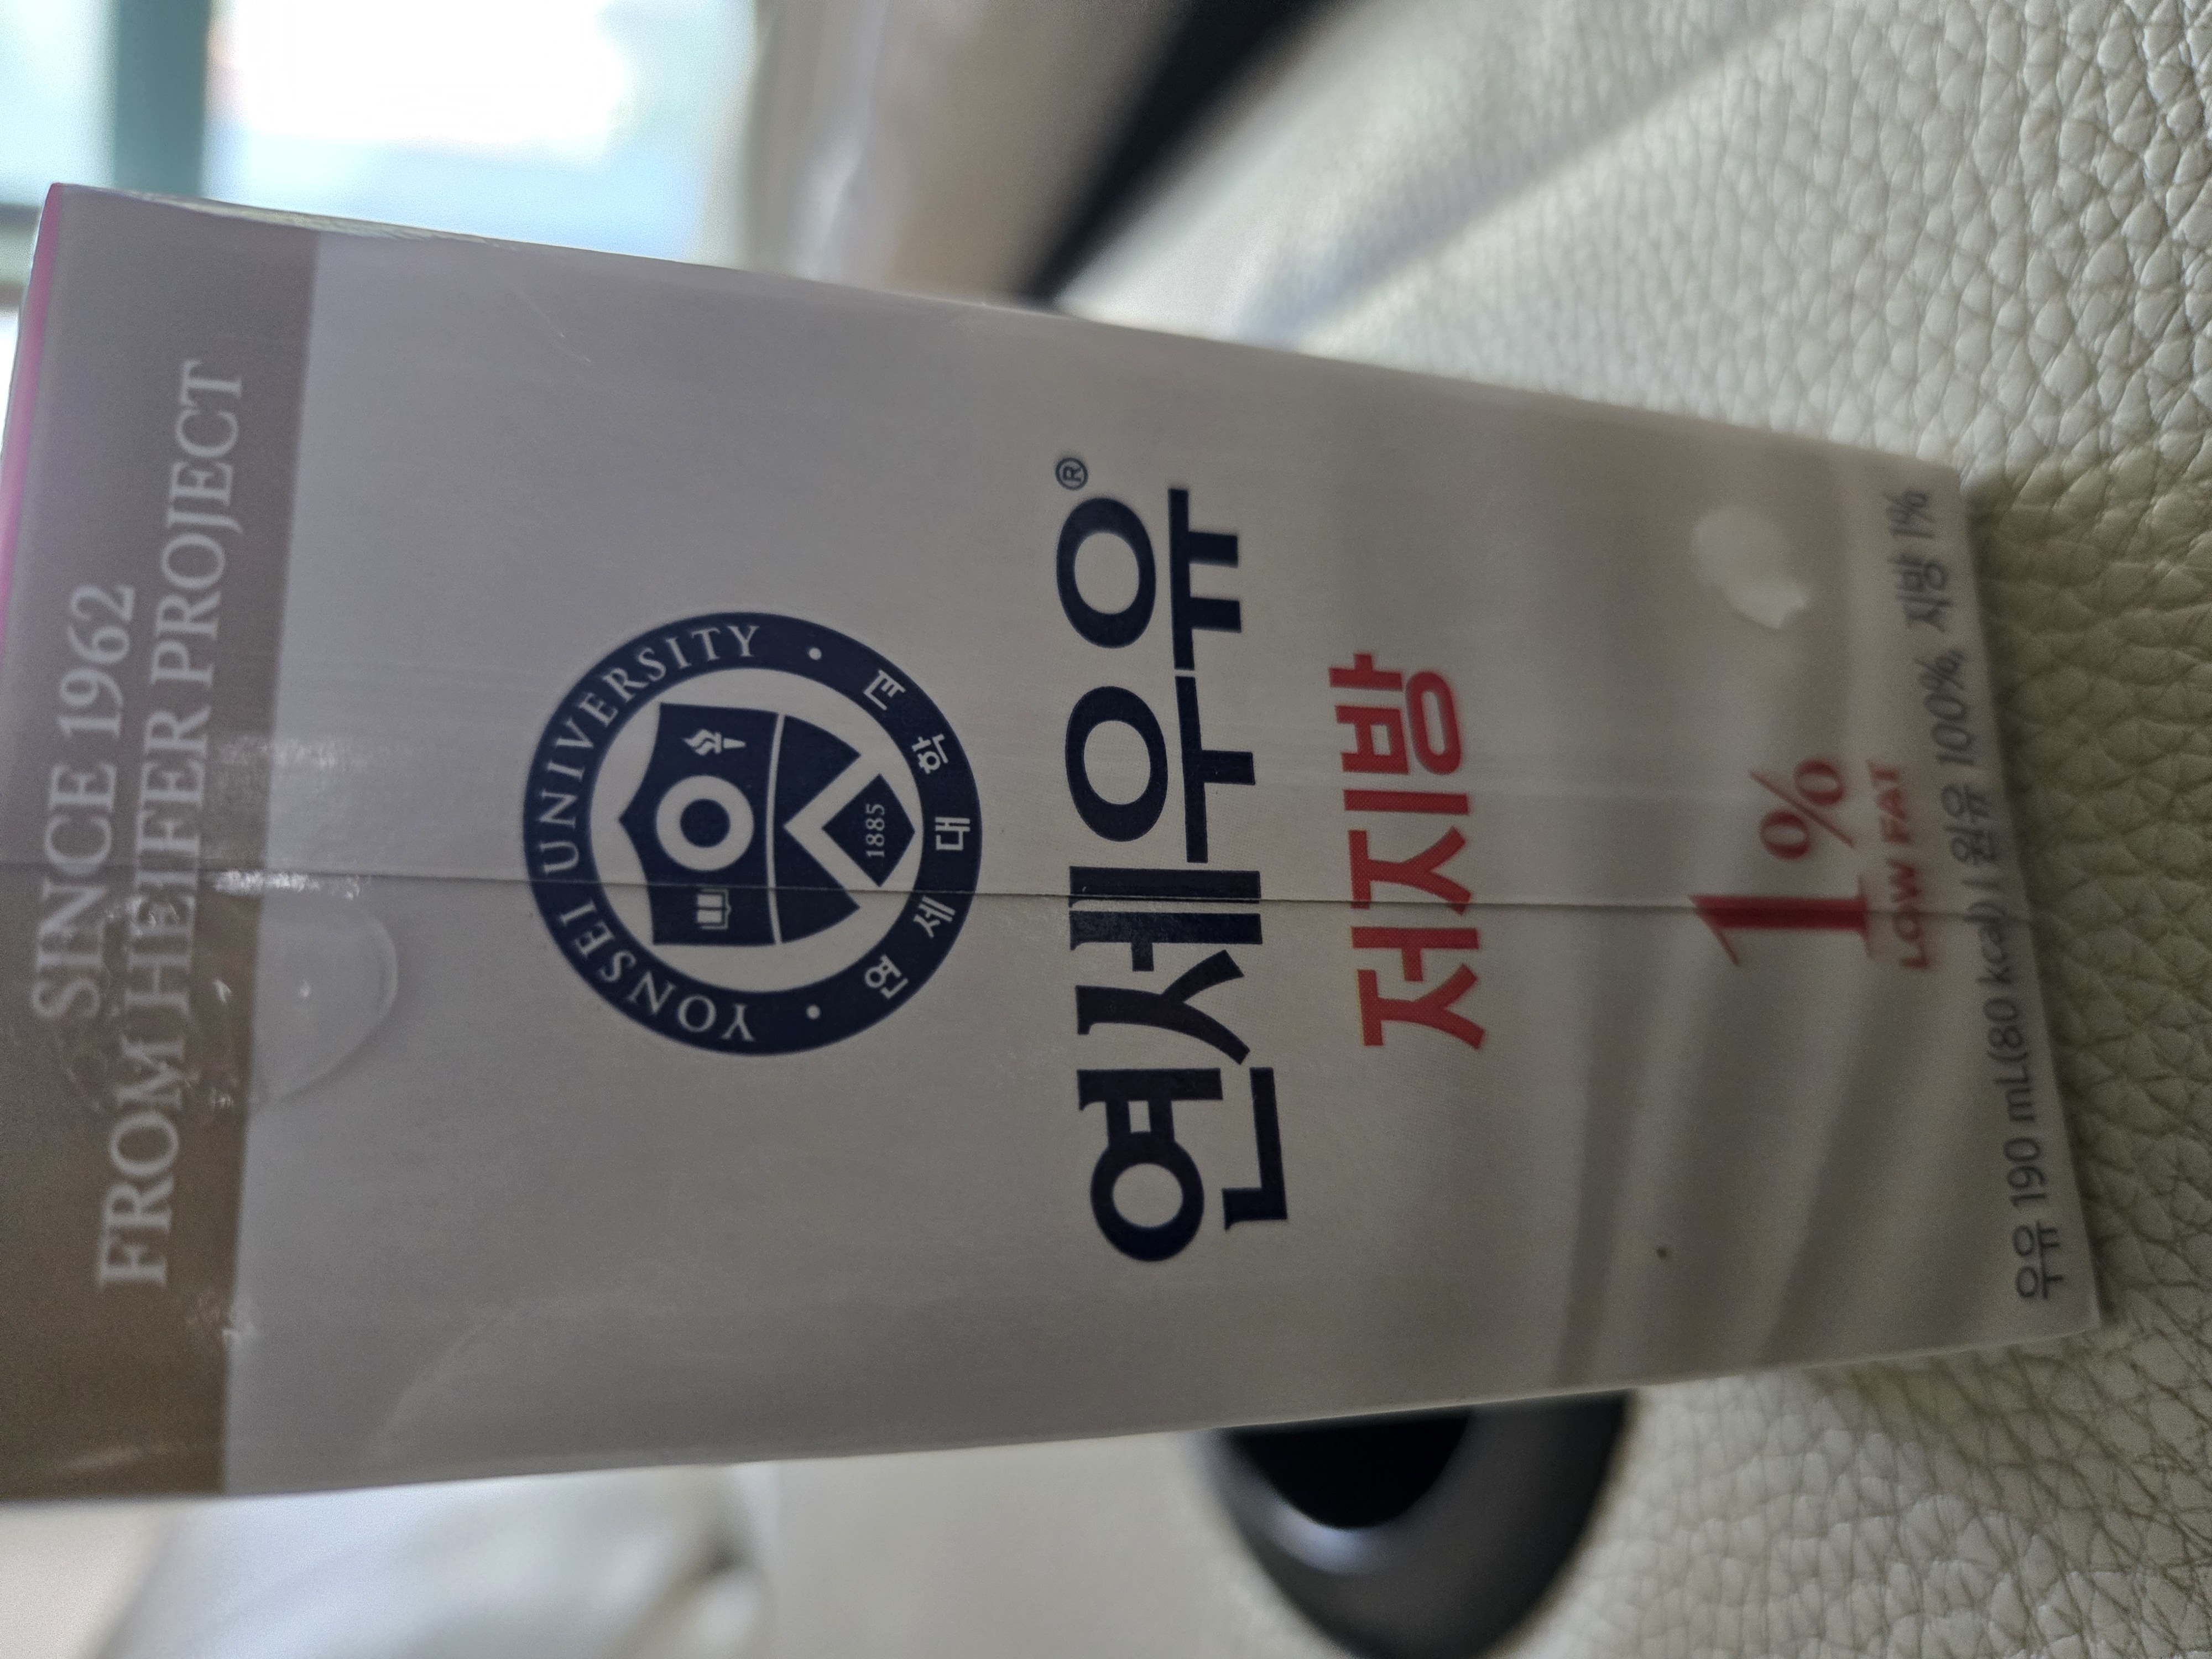 SINCE 1962
FROM HEIFER PROJECT
YONSEI UNIVERSITY
1885
연세대학교
연세우유®
저지방
1%
LOW FAT
우유 190 mL(80 kcal) | 원유 100%, 지방 1%